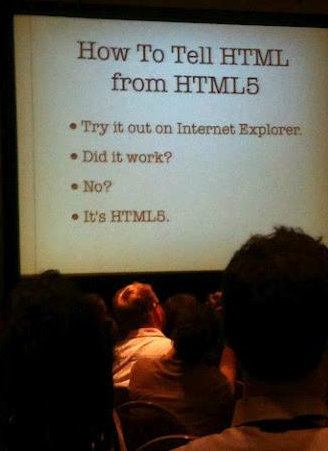 How To Tell HTML
from HTML5
• Try it out on Internet Explorer.
• Did it work?
• No?
• It's HTML5.